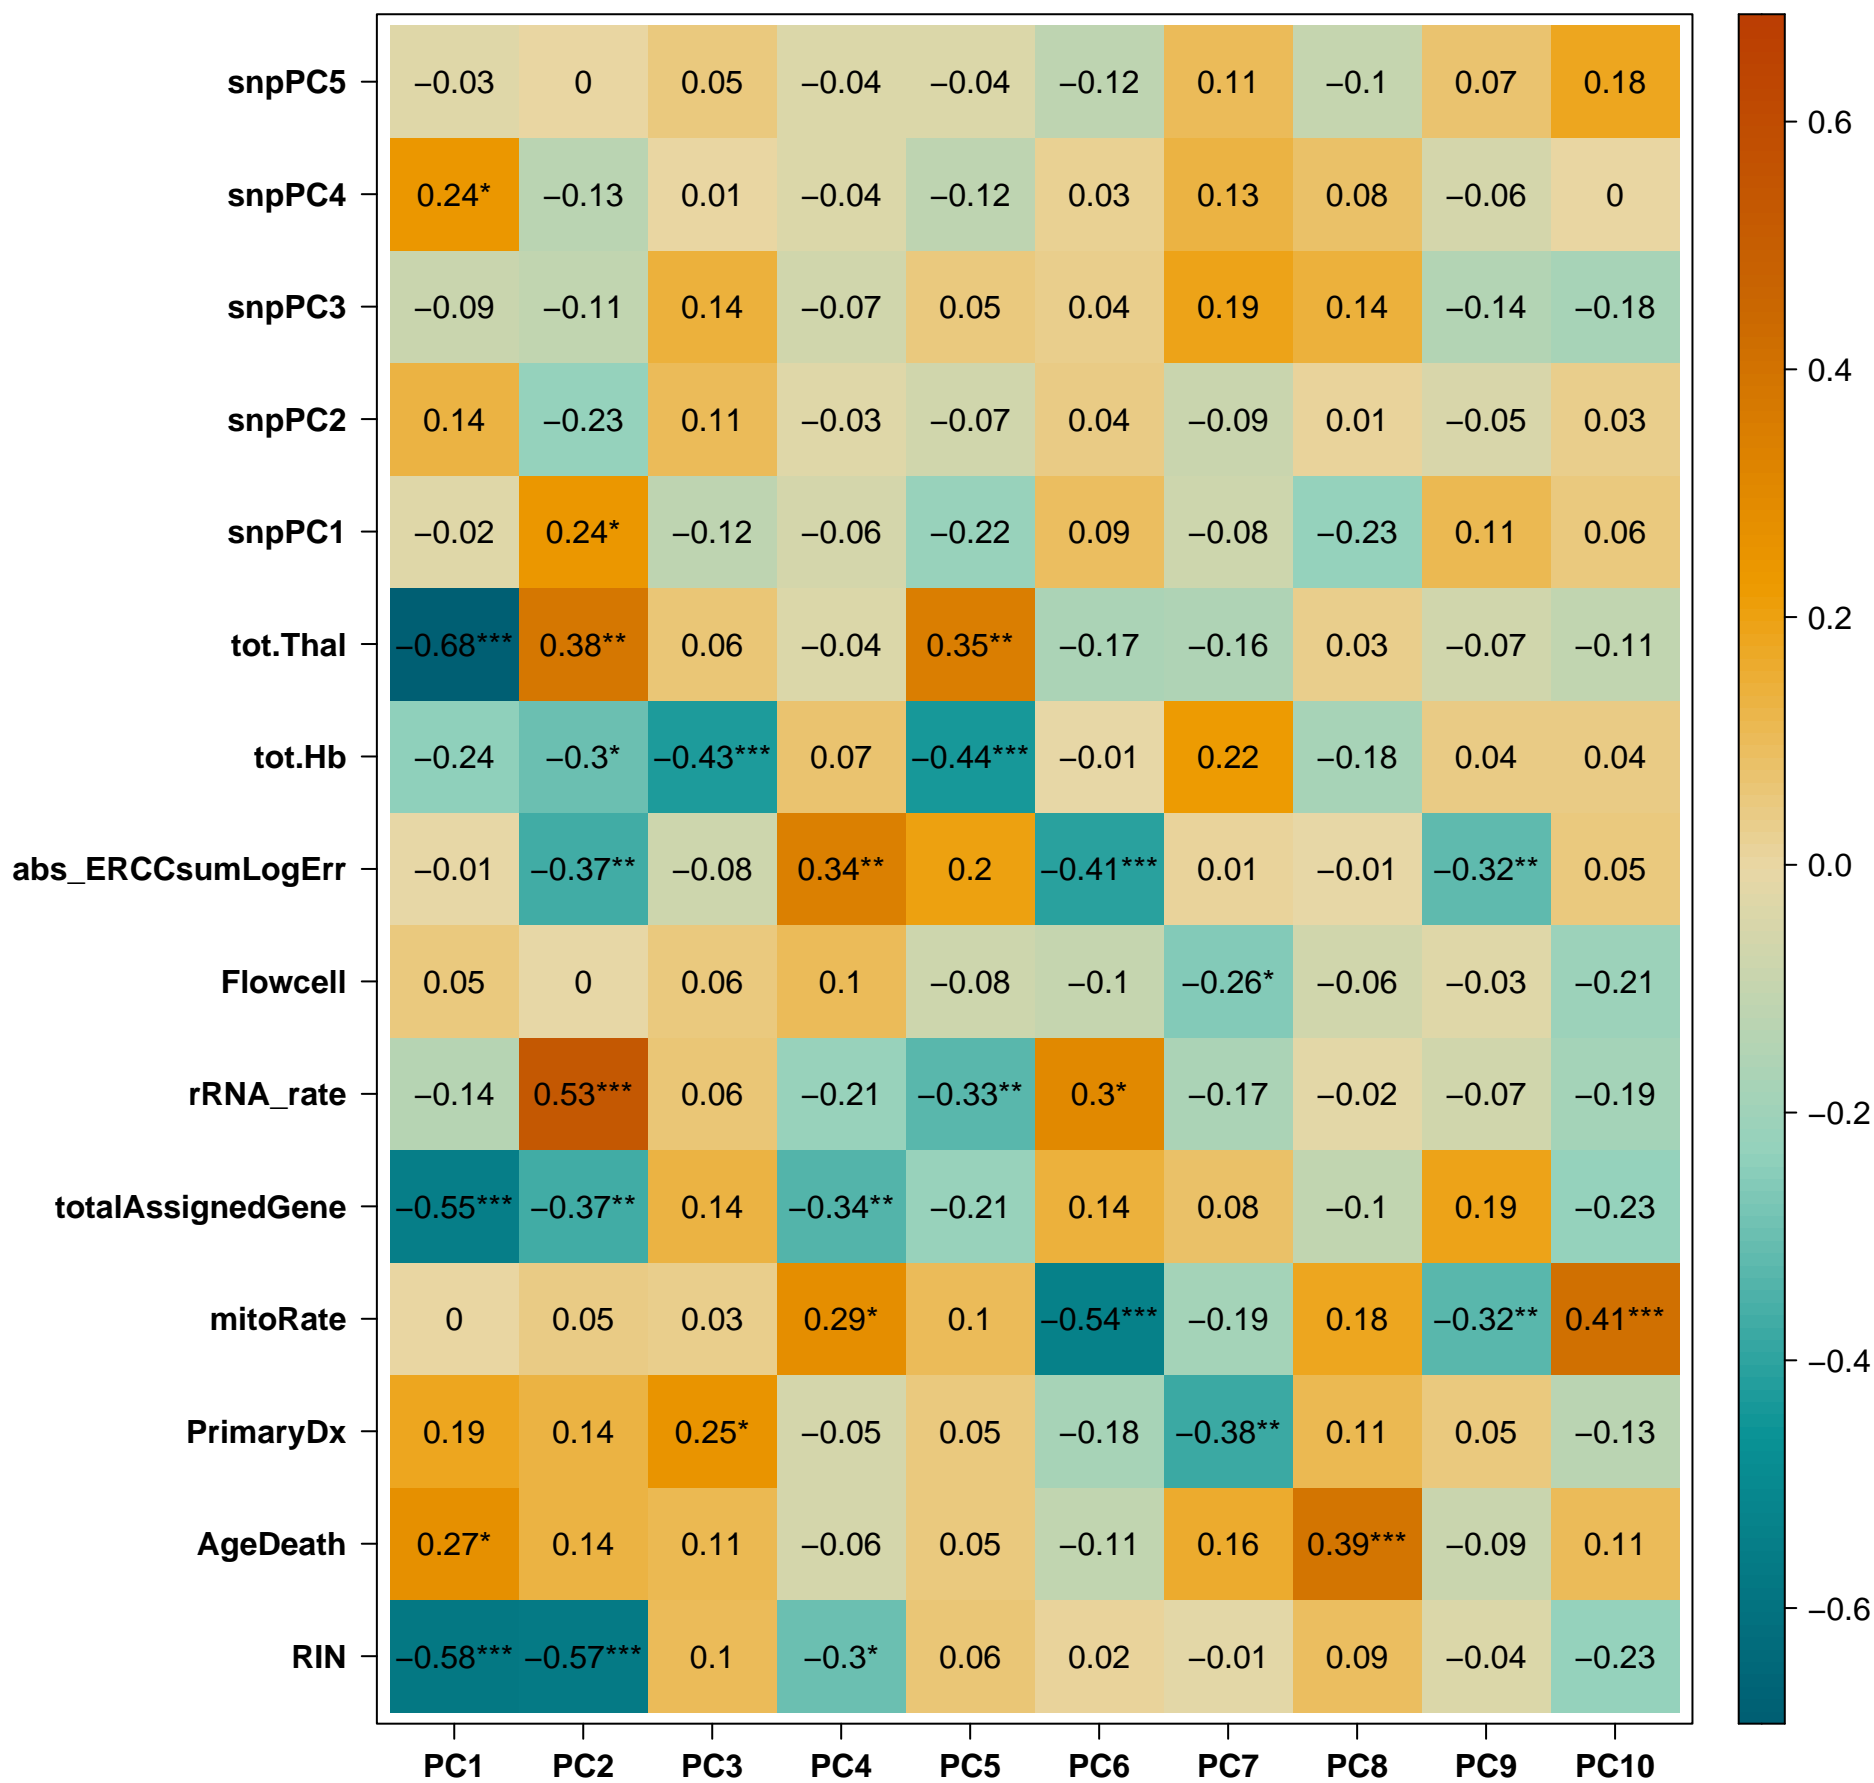 snpPC5 −0.03 0 0.05 −0.04 −0.04 −0.12 0.11 −0.1 0.07 0.18
snpPC4 0.24* −0.13 0.01 −0.04 −0.12 0.03 0.13 0.08 −0.06 0
snpPC3 −0.09 −0.11 0.14 −0.07 0.05 0.04 0.19 0.14 −0.14 −0.18
snpPC2 0.14 −0.23 0.11 −0.03 −0.07 0.04 −0.09 0.01 −0.05 0.03
snpPC1 −0.02 0.24* −0.12 −0.06 −0.22 0.09 −0.08 −0.23 0.11 0.06
tot.Thal −0.68*** 0.38** 0.06 −0.04 0.35** −0.17 −0.16 0.03 −0.07 −0.11
tot.Hb −0.24 −0.3* −0.43*** 0.07 −0.44*** −0.01 0.22 −0.18 0.04 0.04
abs_ERCCsumLogErr −0.01 −0.37** −0.08 0.34** 0.2 −0.41*** 0.01 −0.01 −0.32** 0.05
Flowcell 0.05 0 0.06 0.1 −0.08 −0.1 −0.26* −0.06 −0.03 −0.21
rRNA_rate −0.14 0.53*** 0.06 −0.21 −0.33** 0.3* −0.17 −0.02 −0.07 −0.19
totalAssignedGene −0.55*** −0.37** 0.14 −0.34** −0.21 0.14 0.08 −0.1 0.19 −0.23
mitoRate 0 0.05 0.03 0.29* 0.1 −0.54*** −0.19 0.18 −0.32** 0.41***
PrimaryDx 0.19 0.14 0.25* −0.05 0.05 −0.18 −0.38** 0.11 0.05 −0.13
AgeDeath 0.27* 0.14 0.11 −0.06 0.05 −0.11 0.16 0.39*** −0.09 0.11
RIN −0.58*** −0.57*** 0.1 −0.3* 0.06 0.02 −0.01 0.09 −0.04 −0.23
PC1 PC2 PC3 PC4 PC5 PC6 PC7 PC8 PC9 PC10
0.6
0.4
0.2
0.0
−0.2
−0.4
−0.6